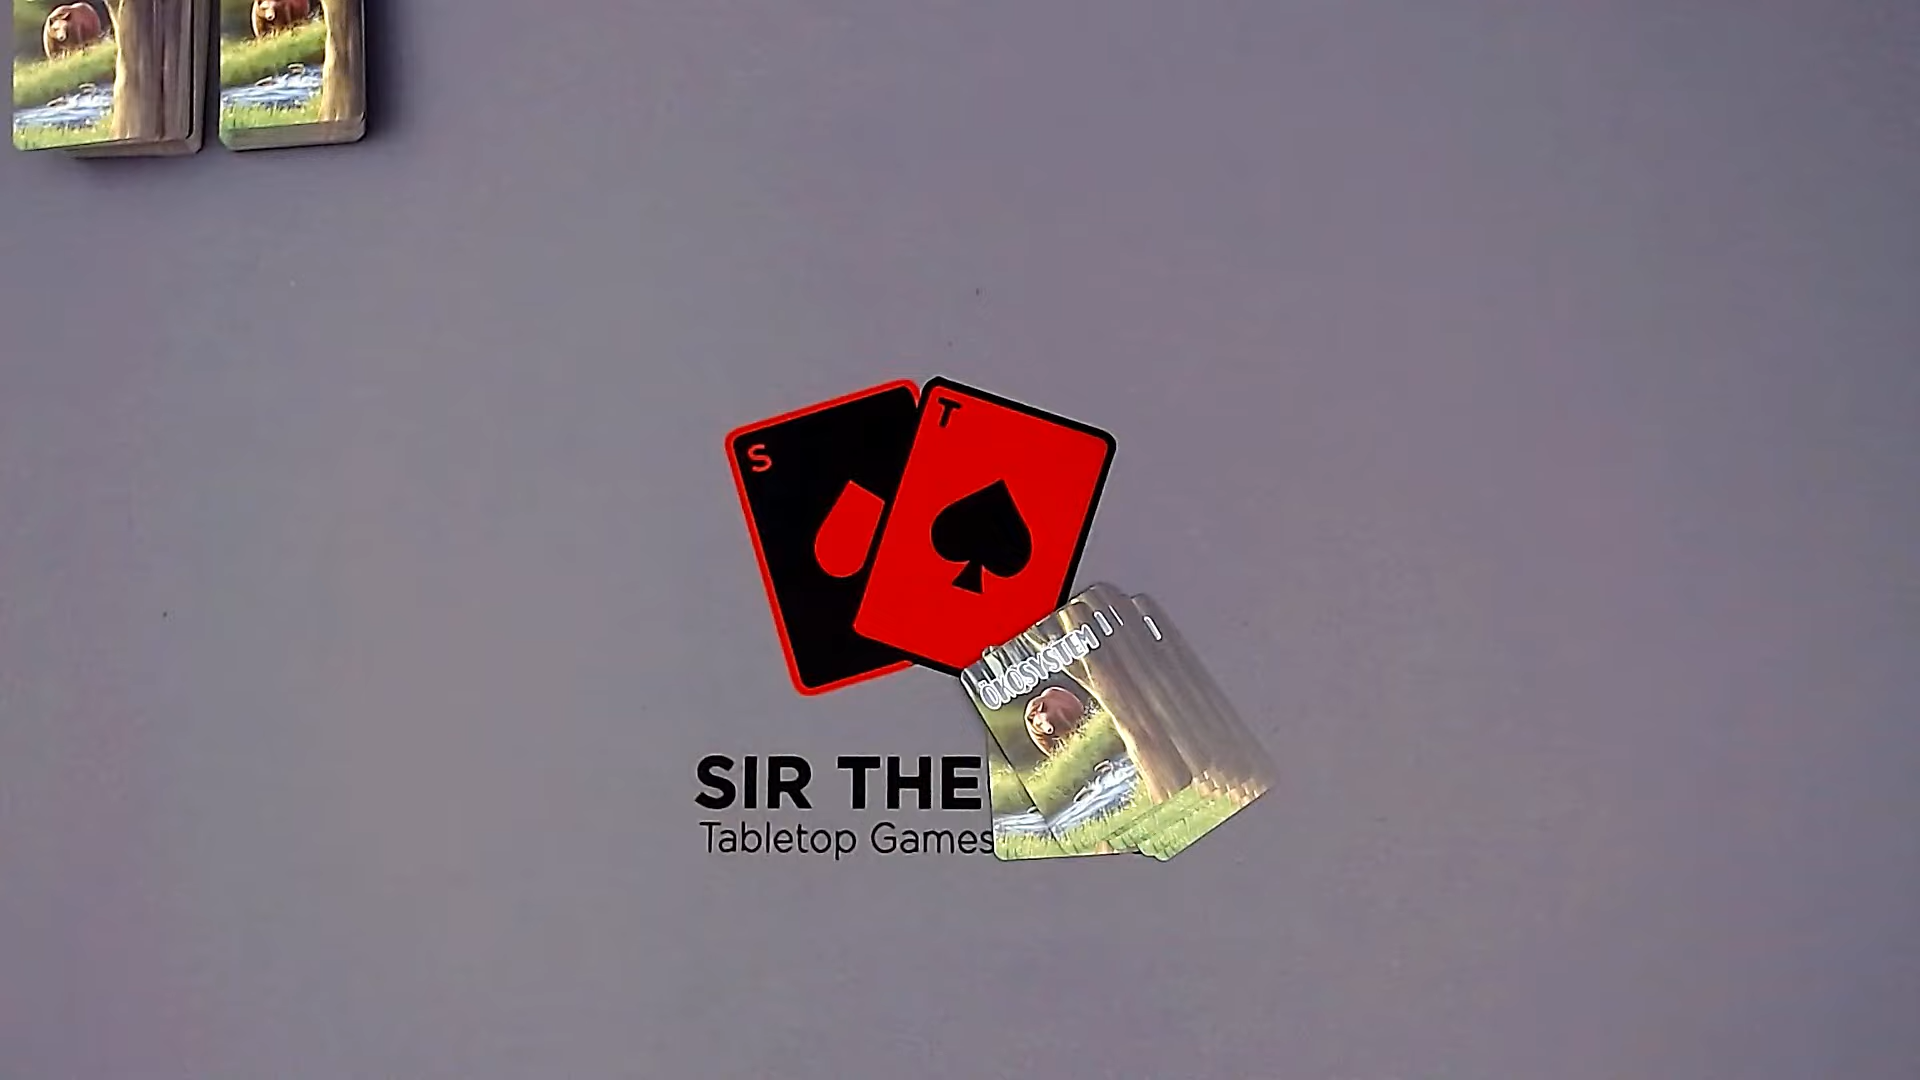 S
T
ÖKOSYSTEM
SIR THE
Tabletop Games